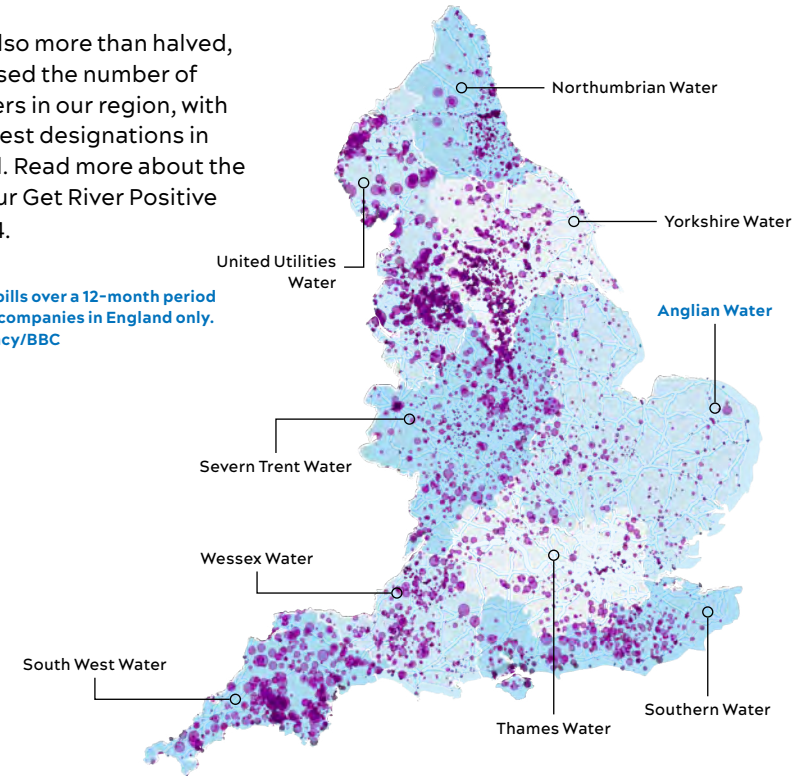 lso more than halved,
sed the number of
ers in our region, with
est designations in
. Read more about the
ur Get River Positive
4.
pills over a 12-month period
companies in England only.
cy/BBC
Northumbrian Water
Yorkshire Water
United Utilities
Water
Anglian Water
Severn Trent Water
Wessex Water
South West Water
Thames Water
Southern Water